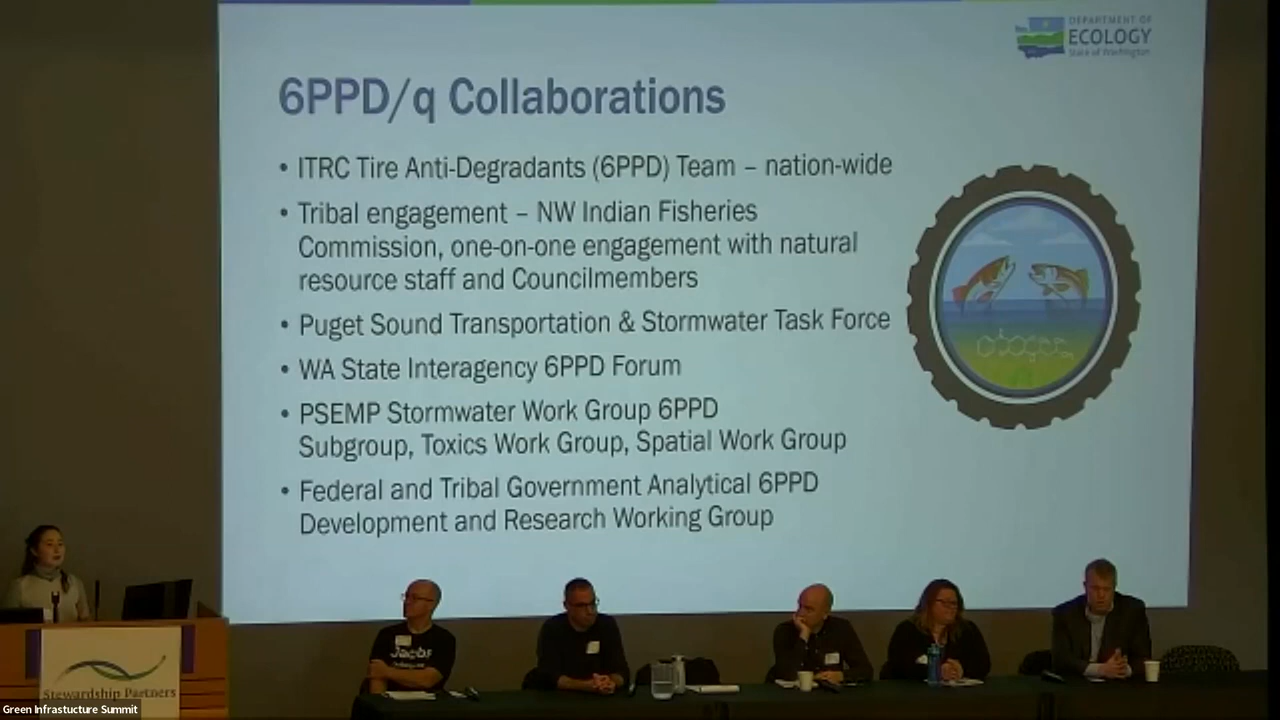 DEPARTMENT OF
ECOLOGY
State of Washington
6PPD/q Collaborations
• ITRC Tire Anti-Degradants (6PPD) Team – nation-wide
• Tribal engagement – NW Indian Fisheries
Commission, one-on-one engagement with natural
resource staff and Councilmembers
• Puget Sound Transportation & Stormwater Task Force
• WA State Interagency 6PPD Forum
• PSEMP Stormwater Work Group 6PPD
Subgroup, Toxics Work Group, Spatial Work Group
• Federal and Tribal Government Analytical 6PPD
Development and Research Working Group
Stewardship Partners
Green Infrastucture Summit